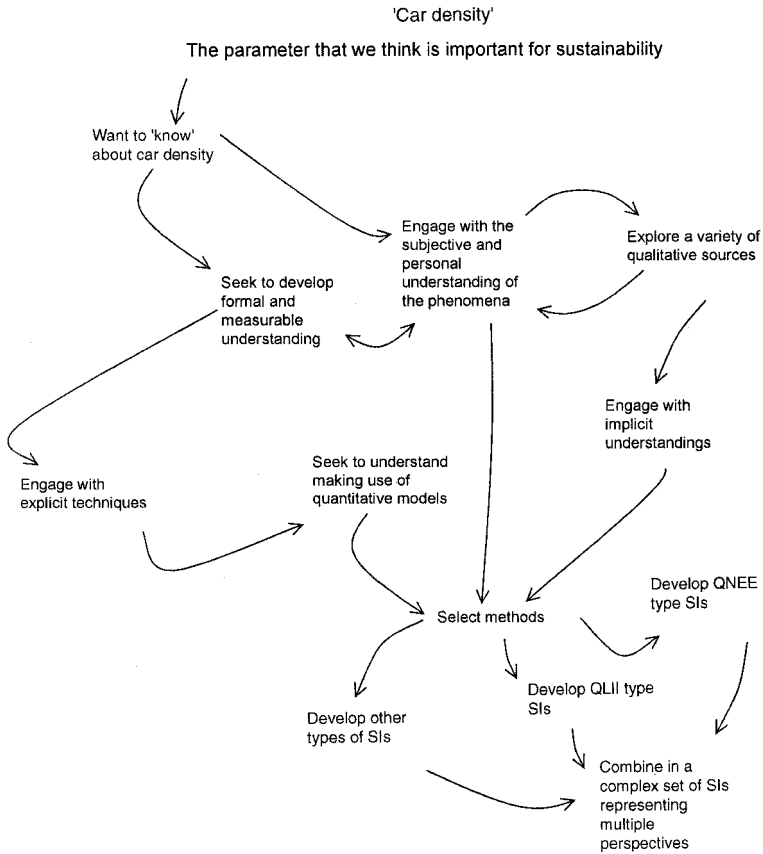 'Car density'
The parameter that we think is important for sustainability
Want to 'know'
about car density
Engage with the
subjective and
personal
understanding of
the phenomena
Explore a variety of
qualitative sources
Seek to develop
formal and
measurable
understanding
Engage with
implicit
understandings
Seek to understand
making use of
quantitative models
Engage with
explicit techniques
Select methods
Develop QNEE
type SIs
Develop QLII type
SIs
Develop other
types of SIs
Combine in a
complex set of SIs
representing
multiple
perspectives